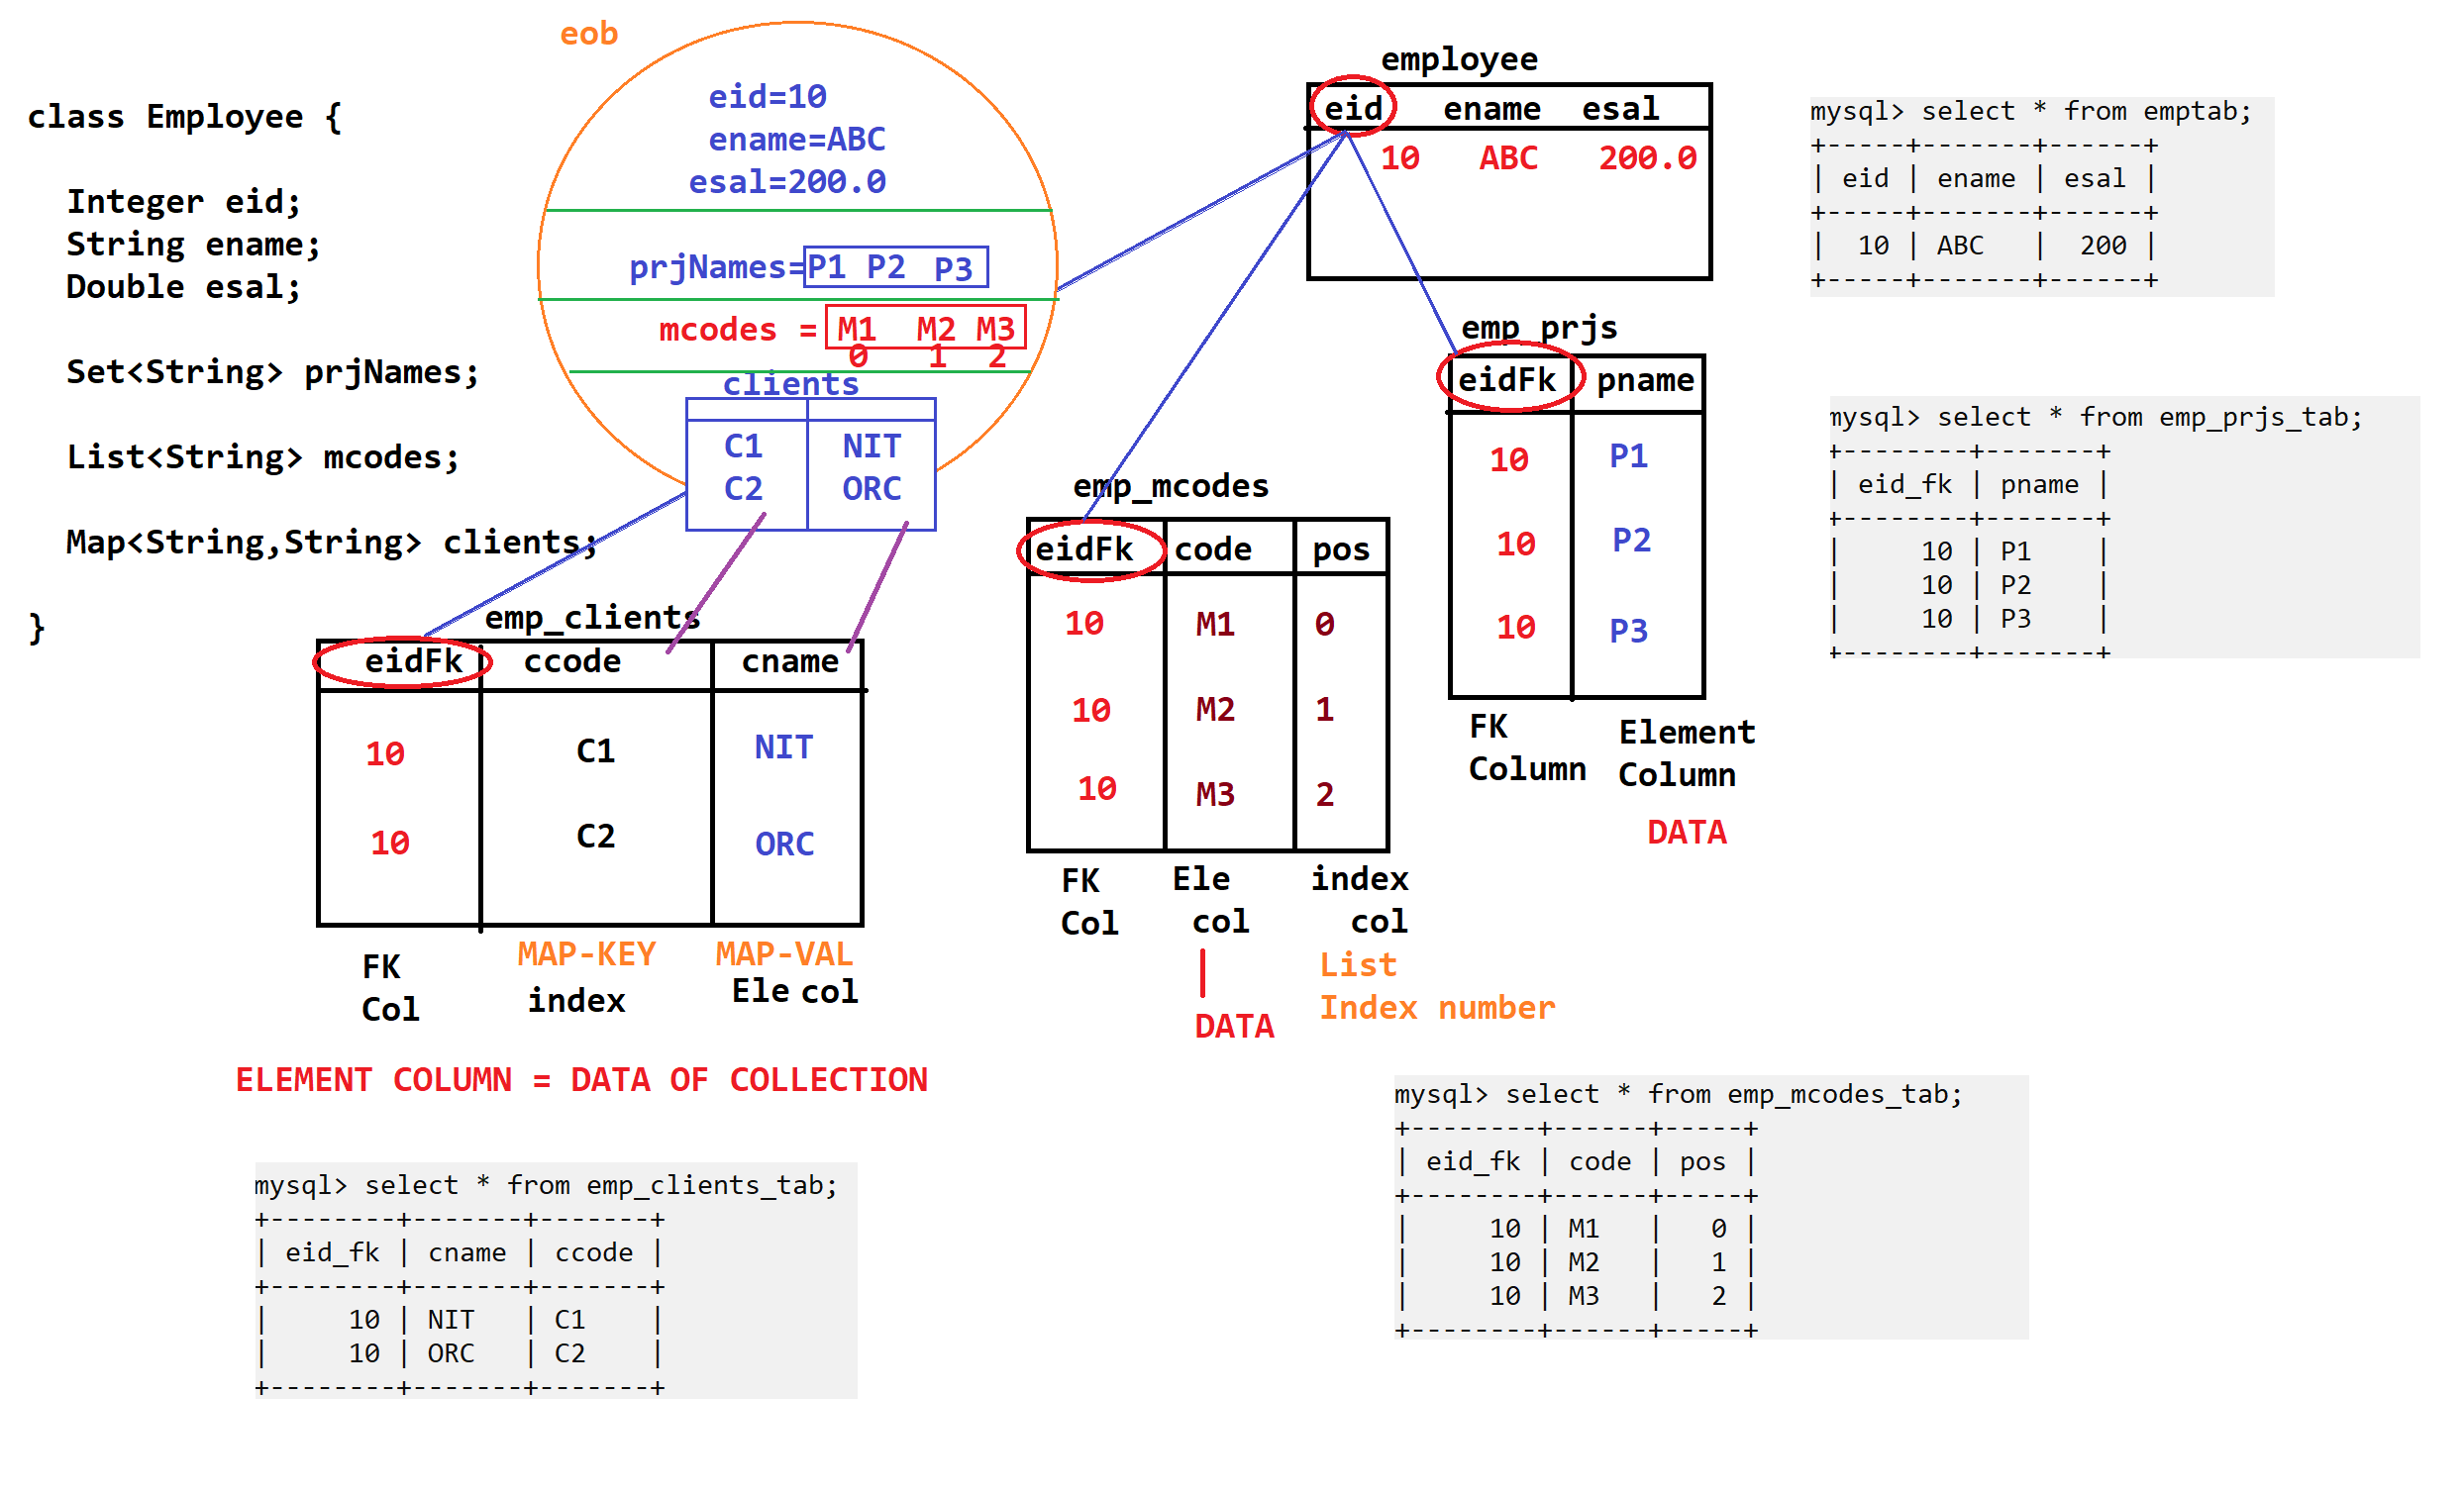 class Employee {
Integer eid;
String ename;
Double esal;
Set<String> prjNames;
List<String> mcodes;
Map<String,String> clients;
}
eob
eid=10
ename=ABC
esal=200.0
prjNames=P1 P2 P3
mcodes = M1 M2 M3
0 1 2
clients
C1 NIT
C2 ORC
employee
eid ename esal
10 ABC 200.0
mysql> select * from emptab;
+-----+-------+------+
| eid | ename | esal |
+-----+-------+------+
|  10 | ABC   |  200 |
+-----+-------+------+
emp_prjs
eidFk pname
10 P1
10 P2
10 P3
FK Column
Element Column
DATA
mysql> select * from emp_prjs_tab;
+--------+-------+
| eid_fk | pname |
+--------+-------+
|     10 | P1    |
|     10 | P2    |
|     10 | P3    |
+--------+-------+
emp_mcodes
eidFk code pos
10 M1 0
10 M2 1
10 M3 2
FK Ele index
Col col col
List
Index number
DATA
emp_clients
eidFk ccode cname
10 C1 NIT
10 C2 ORC
MAP-KEY MAP-VAL
FK
Col
index
Ele col
ELEMENT COLUMN = DATA OF COLLECTION
mysql> select * from emp_mcodes_tab;
+--------+------+-----+
| eid_fk | code | pos |
+--------+------+-----+
|     10 | M1   |   0 |
|     10 | M2   |   1 |
|     10 | M3   |   2 |
+--------+------+-----+
mysql> select * from emp_clients_tab;
+--------+-------+-------+
| eid_fk | cname | ccode |
+--------+-------+-------+
|     10 | NIT   | C1    |
|     10 | ORC   | C2    |
+--------+-------+-------+